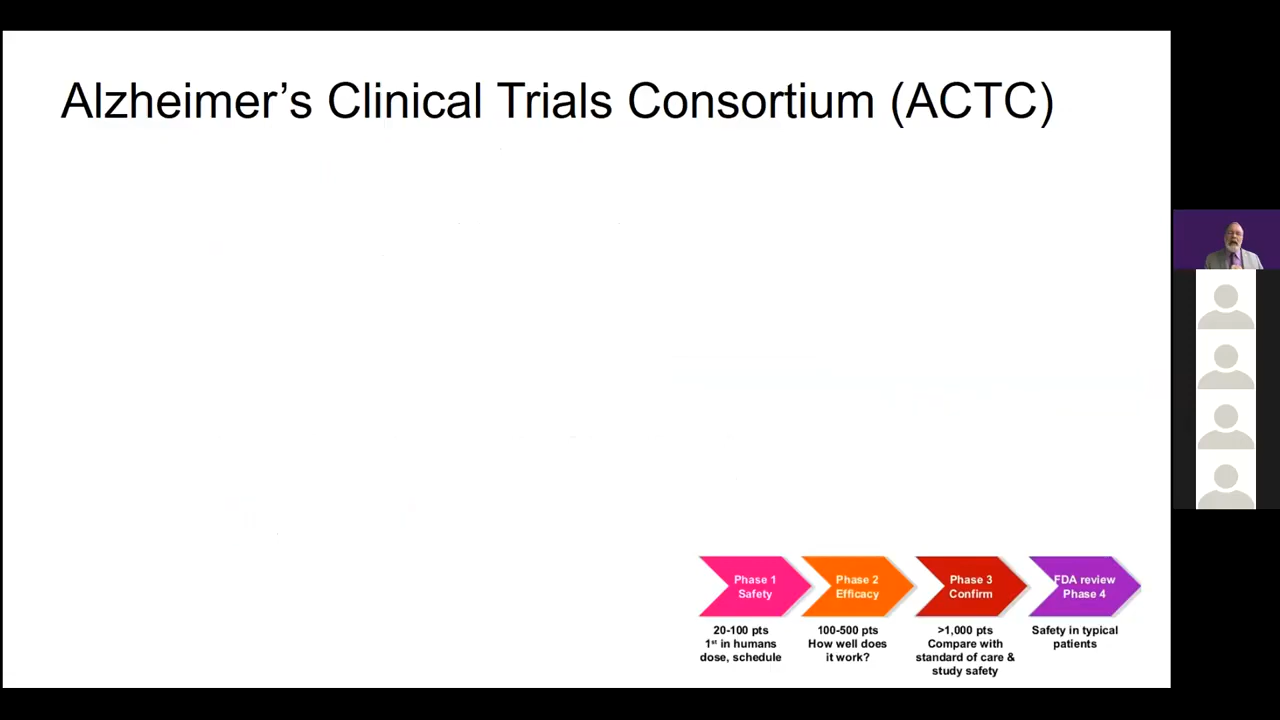 Alzheimer’s Clinical Trials Consortium (ACTC)
Phase 1
Safety
Phase 2
Efficacy
Phase 3
Confirm
FDA review
Phase 4
20-100 pts
1st in humans
dose, schedule
100-500 pts
How well does
it work?
>1,000 pts
Compare with
standard of care &
study safety
Safety in typical
patients